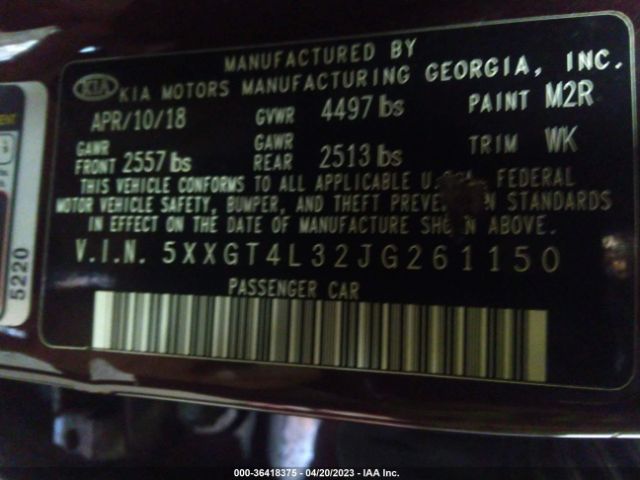 MANUFACTURED BY
KIA KIA MOTORS MANUFACTURING GEORGIA, INC.
APR/10/18 GVWR 4497 lbs PAINT M2R
GAWR FRONT 2557 lbs GAWR REAR 2513 lbs TRIM WK
THIS VEHICLE CONFORMS TO ALL APPLICABLE FEDERAL
MOTOR VEHICLE SAFETY, BUMPER, AND THEFT PREVENTION STANDARDS
IN EFFECT ON THE DATE OF MANUFACTURE SHOWN ABOVE.
V.I.N. 5XXGT4L32JG261150
PASSENGER CAR
5220
000-36418375 - 04/20/2023 - IAA Inc.